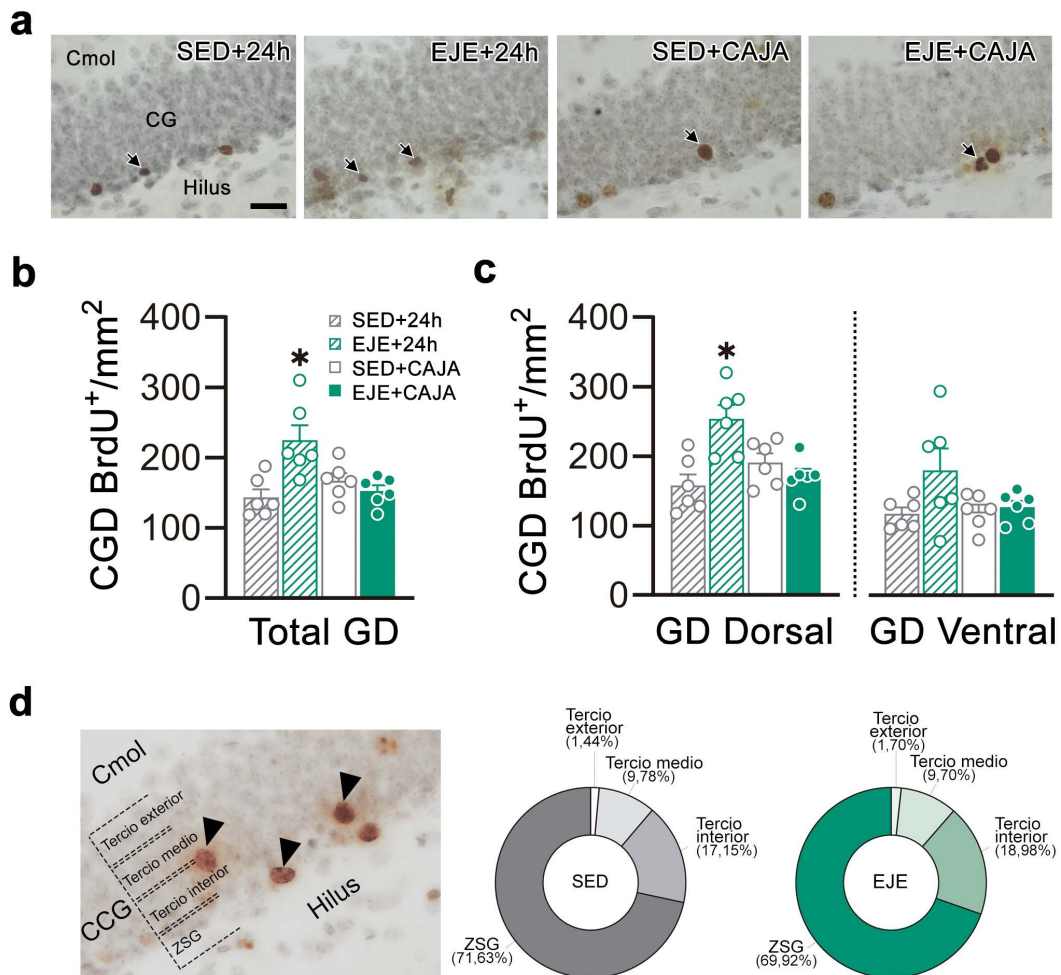 a
SED+24h
Cmol
CG
Hilus
EJE+24h
SED+CAJA
EJE+CAJA
b
CGD BrdU⁺/mm²
400
300
200
100
0
SED+24h
EJE+24h
SED+CAJA
EJE+CAJA
*
Total GD
c
CGD BrdU⁺/mm²
400
300
200
100
0
*
GD Dorsal
GD Ventral
d
Cmol
Tercio exterior
Tercio medio
Tercio interior
ZSG
CCG
Hilus
Tercio
exterior
(1,44%)
Tercio medio
(9,78%)
Tercio
interior
(17,15%)
SED
ZSG
(71,63%)
Tercio
exterior
(1,70%)
Tercio medio
(9,70%)
Tercio
interior
(18,98%)
EJE
ZSG
(69,92%)